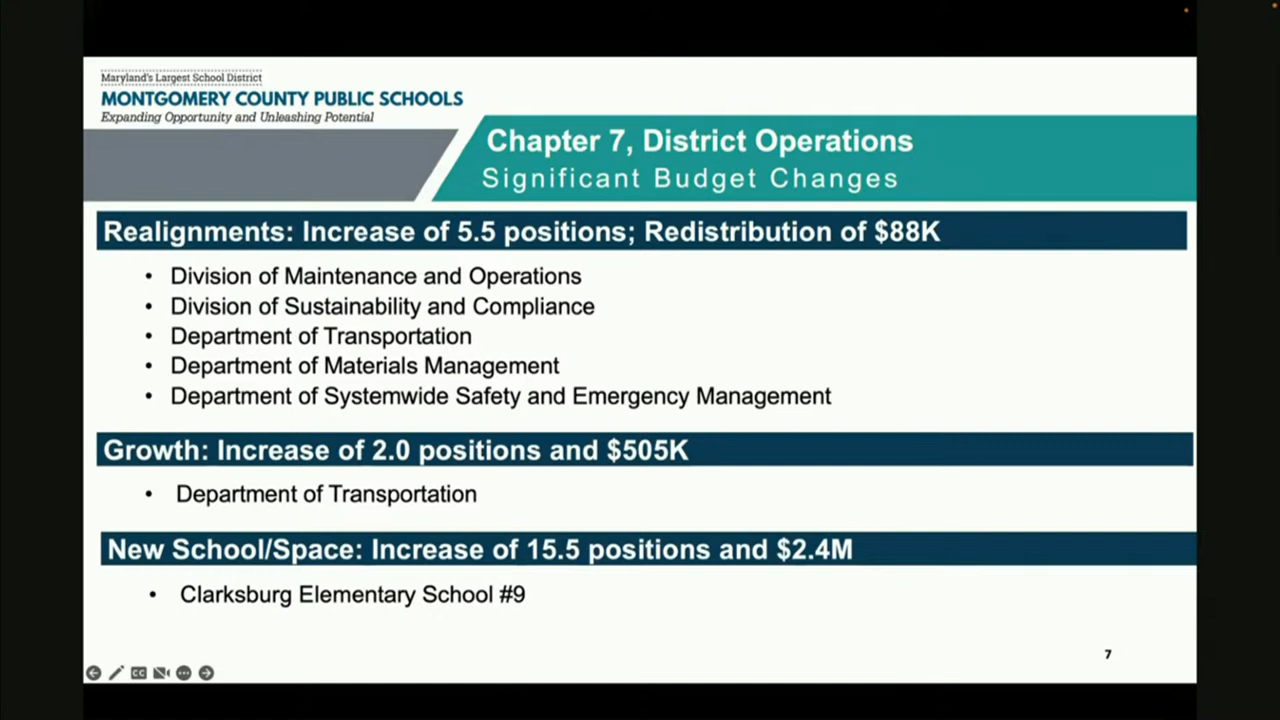 Maryland's Largest School District
MONTGOMERY COUNTY PUBLIC SCHOOLS
Expanding Opportunity and Unleashing Potential
Chapter 7, District Operations
Significant Budget Changes
Realignments: Increase of 5.5 positions; Redistribution of $88K
• Division of Maintenance and Operations
• Division of Sustainability and Compliance
• Department of Transportation
• Department of Materials Management
• Department of Systemwide Safety and Emergency Management
Growth: Increase of 2.0 positions and $505K
• Department of Transportation
New School/Space: Increase of 15.5 positions and $2.4M
• Clarksburg Elementary School #9
7
CC